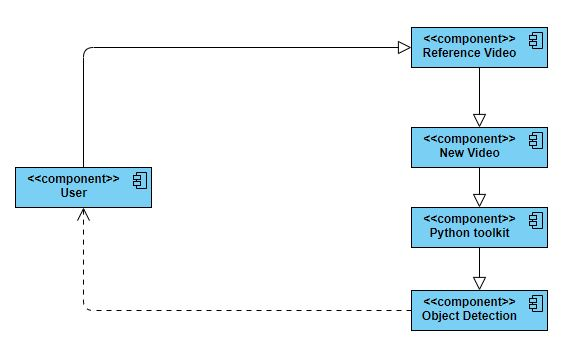 <<component>>
Reference Video
<<component>>
New Video
<<component>>
User
<<component>>
Python toolkit
<<component>>
Object Detection